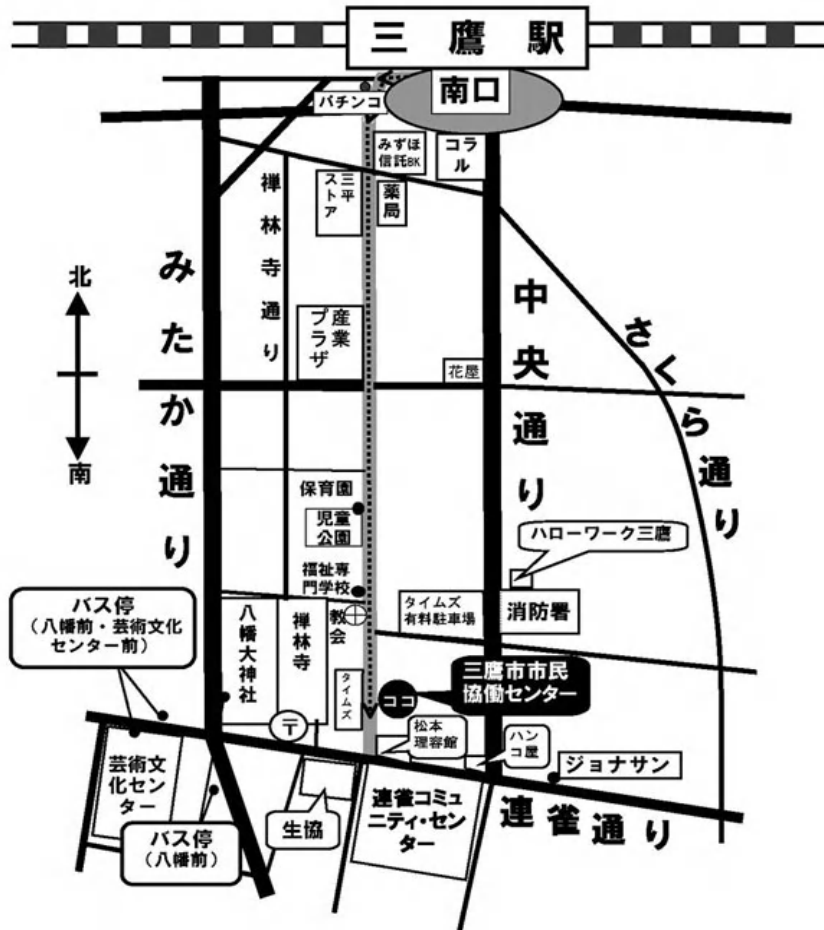 三鷹駅
南口
パチンコ
みずほ
信託BK
コラ
ル
三平
ストア
薬局
禅林寺通り
北
南
みたか通り
産業
プラザ
中央通り
さくら通り
花屋
保育園
児童
公園
福祉専
門学校
ハローワーク三鷹
消防署
タイムズ
有料駐車場
バス停
(八幡前・芸術文化
センター前)
八幡大神社
禅林寺
教会
タイムズ
ココ
三鷹市市民
協働センター
〒
松本
理容館
ハン
コ屋
ジョナサン
芸術文
化セン
ター
バス停
(八幡前)
生協
連雀コミュ
ニティ・セン
ター
連雀通り